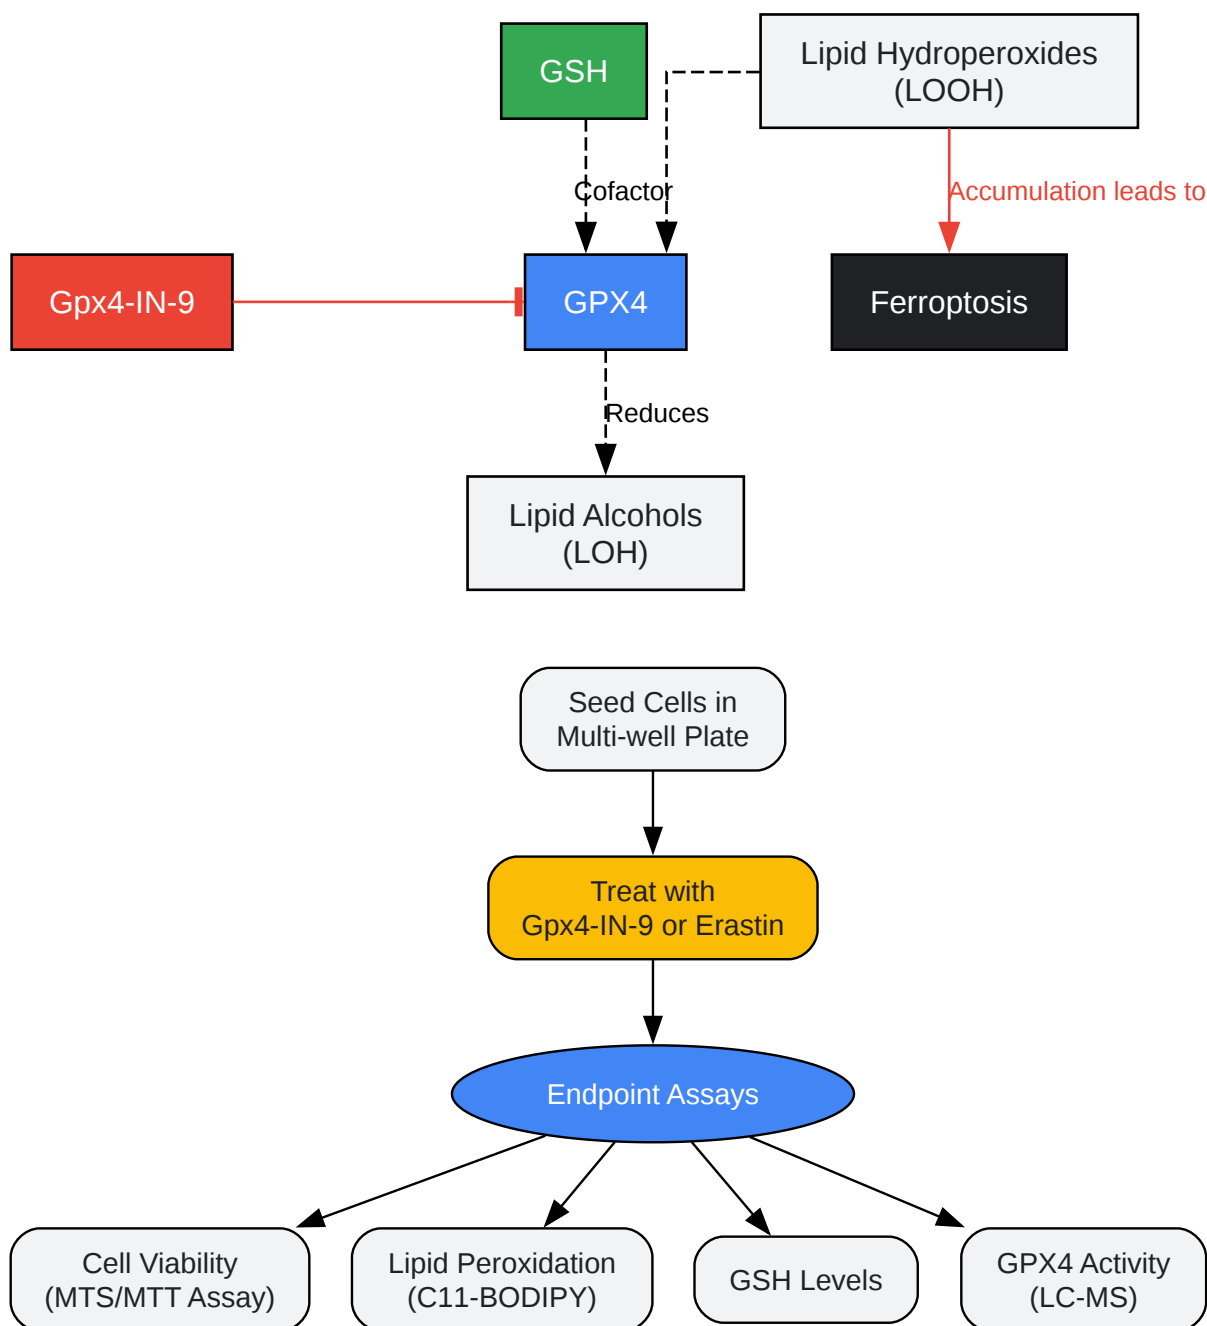 GSH
Lipid Hydroperoxides
(LOOH)
Cofactor
Accumulation leads to
Gpx4-IN-9
GPX4
Ferroptosis
Reduces
Lipid Alcohols
(LOH)
Seed Cells in
Multi-well Plate
Treat with
Gpx4-IN-9 or Erastin
Endpoint Assays
Cell Viability
(MTS/MTT Assay)
Lipid Peroxidation
(C11-BODIPY)
GSH Levels
GPX4 Activity
(LC-MS)